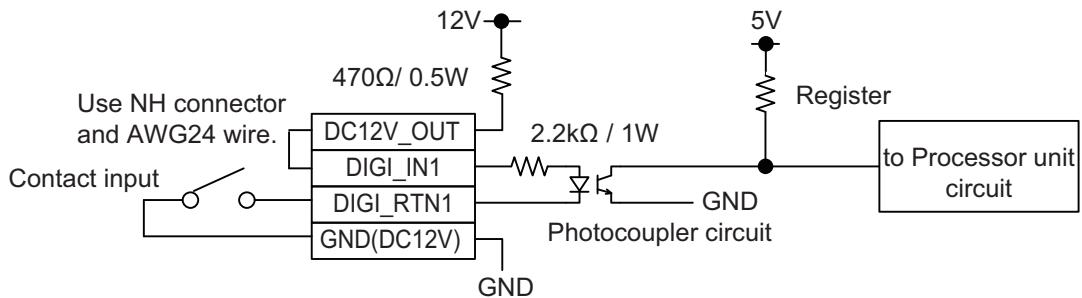 12V
5V
470Ω/ 0.5W
Use NH connector
and AWG24 wire.
Register
DC12V_OUT
2.2kΩ / 1W
DIGI_IN1
to Processor unit
circuit
Contact input
DIGI_RTN1
GND
GND(DC12V)
Photocoupler circuit
GND